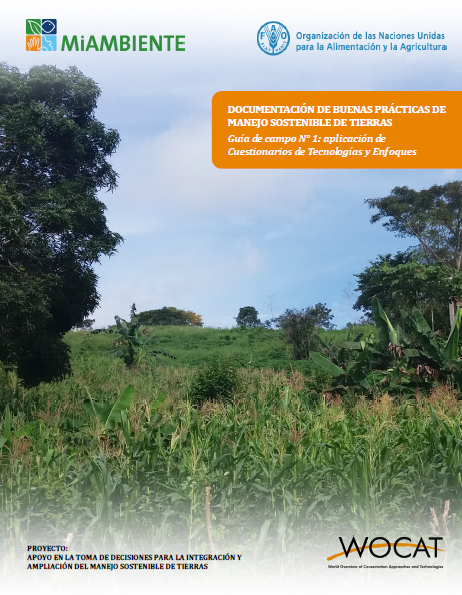 MiAMBIENTE
Organización de las Naciones Unidas
para la Alimentación y la Agricultura
DOCUMENTACIÓN DE BUENAS PRÁCTICAS DE
MANEJO SOSTENIBLE DE TIERRAS
Guía de campo N° 1: aplicación de
Cuestionarios de Tecnologías y Enfoques
PROYECTO:
APOYO EN LA TOMA DE DECISIONES PARA LA INTEGRACIÓN Y
AMPLIACIÓN DEL MANEJO SOSTENIBLE DE TIERRAS
WOCAT
World Overview of Conservation Approaches and Technologies